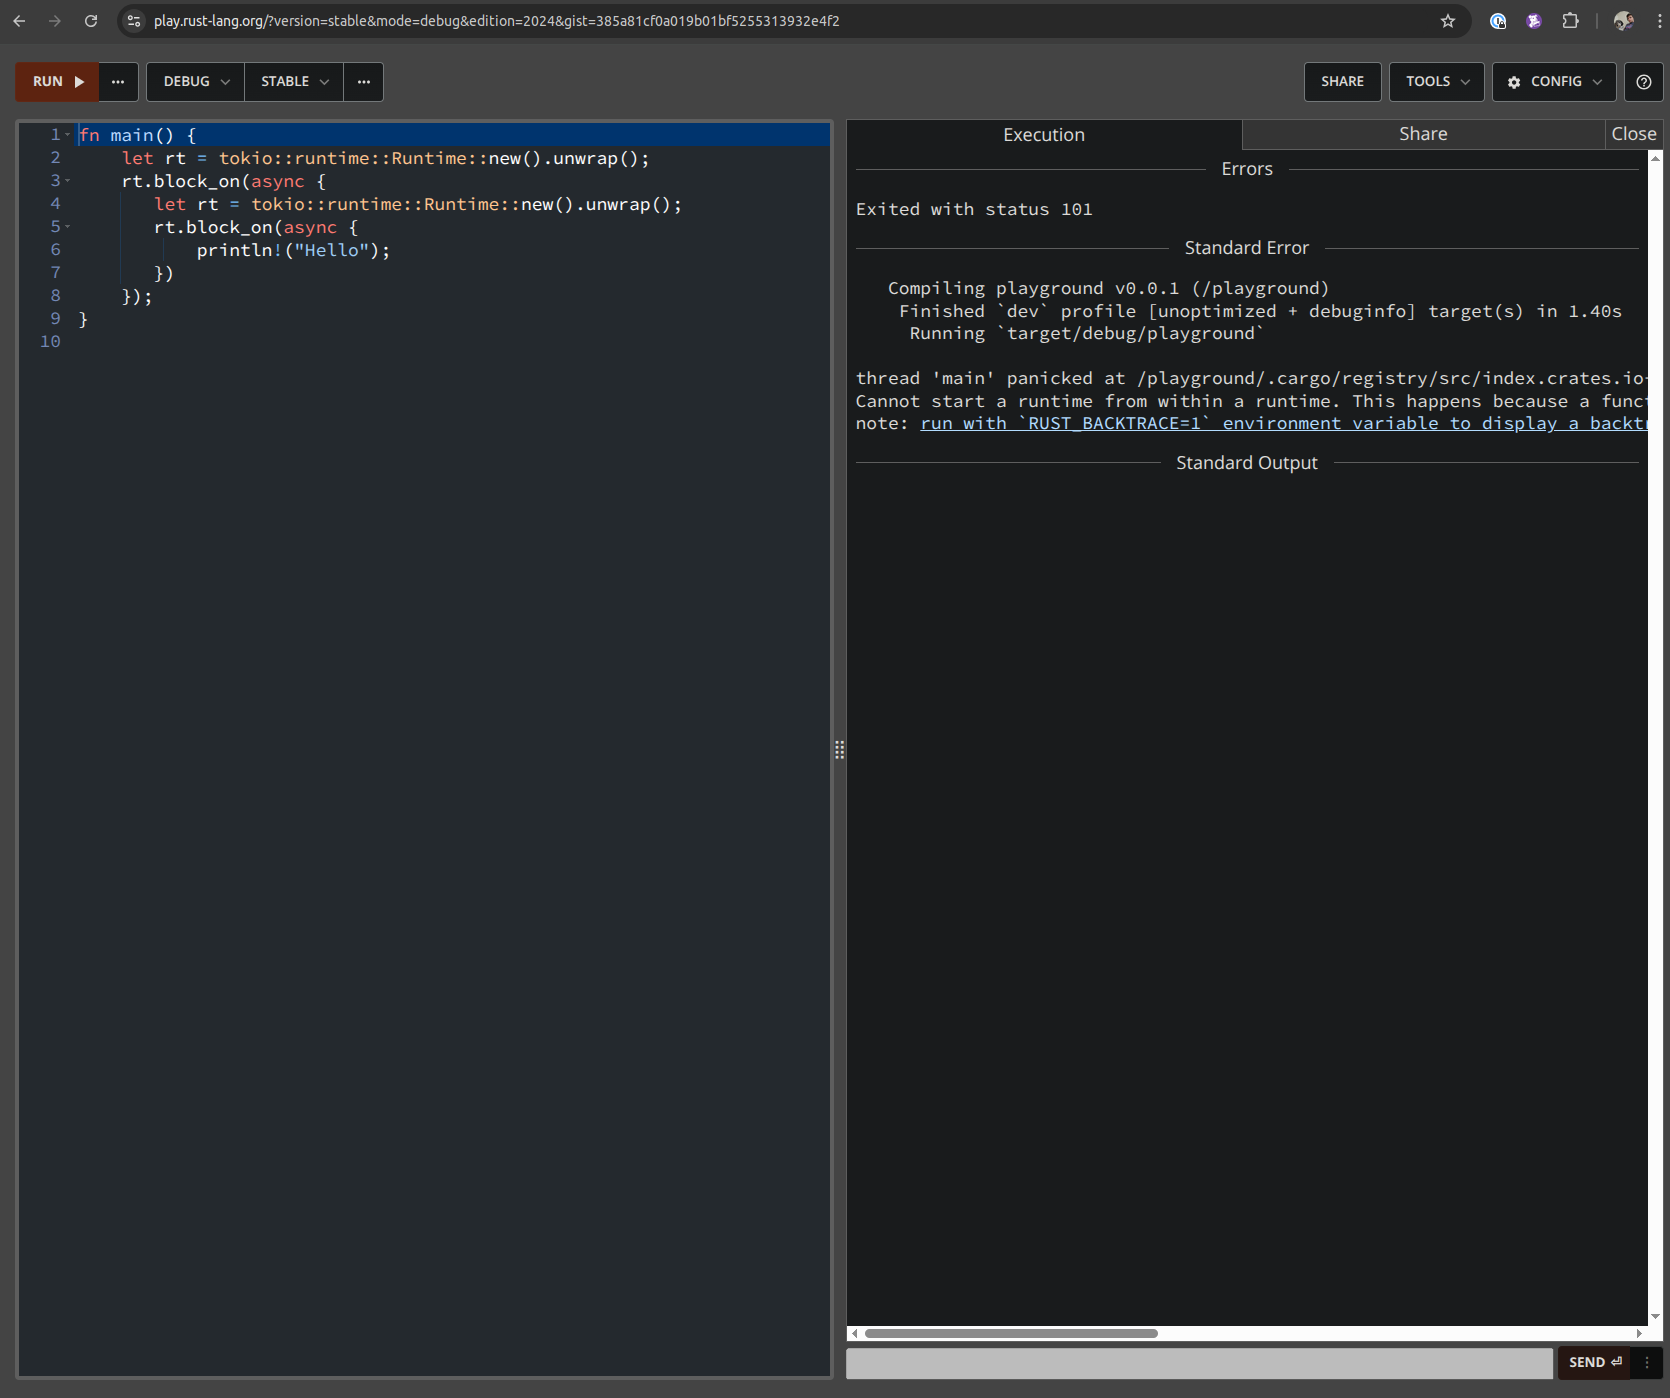 play.rust-lang.org/?version=stable&mode=debug&edition=2024&gist=385a81cf0a019b01bf5255313932e4f2
RUN ··· DEBUG STABLE ··· SHARE TOOLS CONFIG
1 fn main() {
2     let rt = tokio::runtime::Runtime::new().unwrap();
3     rt.block_on(async {
4        let rt = tokio::runtime::Runtime::new().unwrap();
5        rt.block_on(async {
6            println!("Hello");
7        })
8     });
9 }
10
Execution Share Close
Errors
Exited with status 101
Standard Error
   Compiling playground v0.0.1 (/playground)
    Finished `dev` profile [unoptimized + debuginfo] target(s) in 1.40s
     Running `target/debug/playground`
thread 'main' panicked at /playground/.cargo/registry/src/index.crates.io-
Cannot start a runtime from within a runtime. This happens because a func
note: run with `RUST_BACKTRACE=1` environment variable to display a backt
Standard Output
SEND